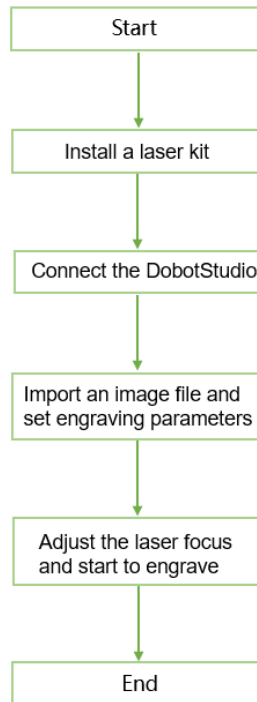 Start
Install a laser kit
Connect the DobotStudio
Import an image file and
set engraving parameters
Adjust the laser focus
and start to engrave
End